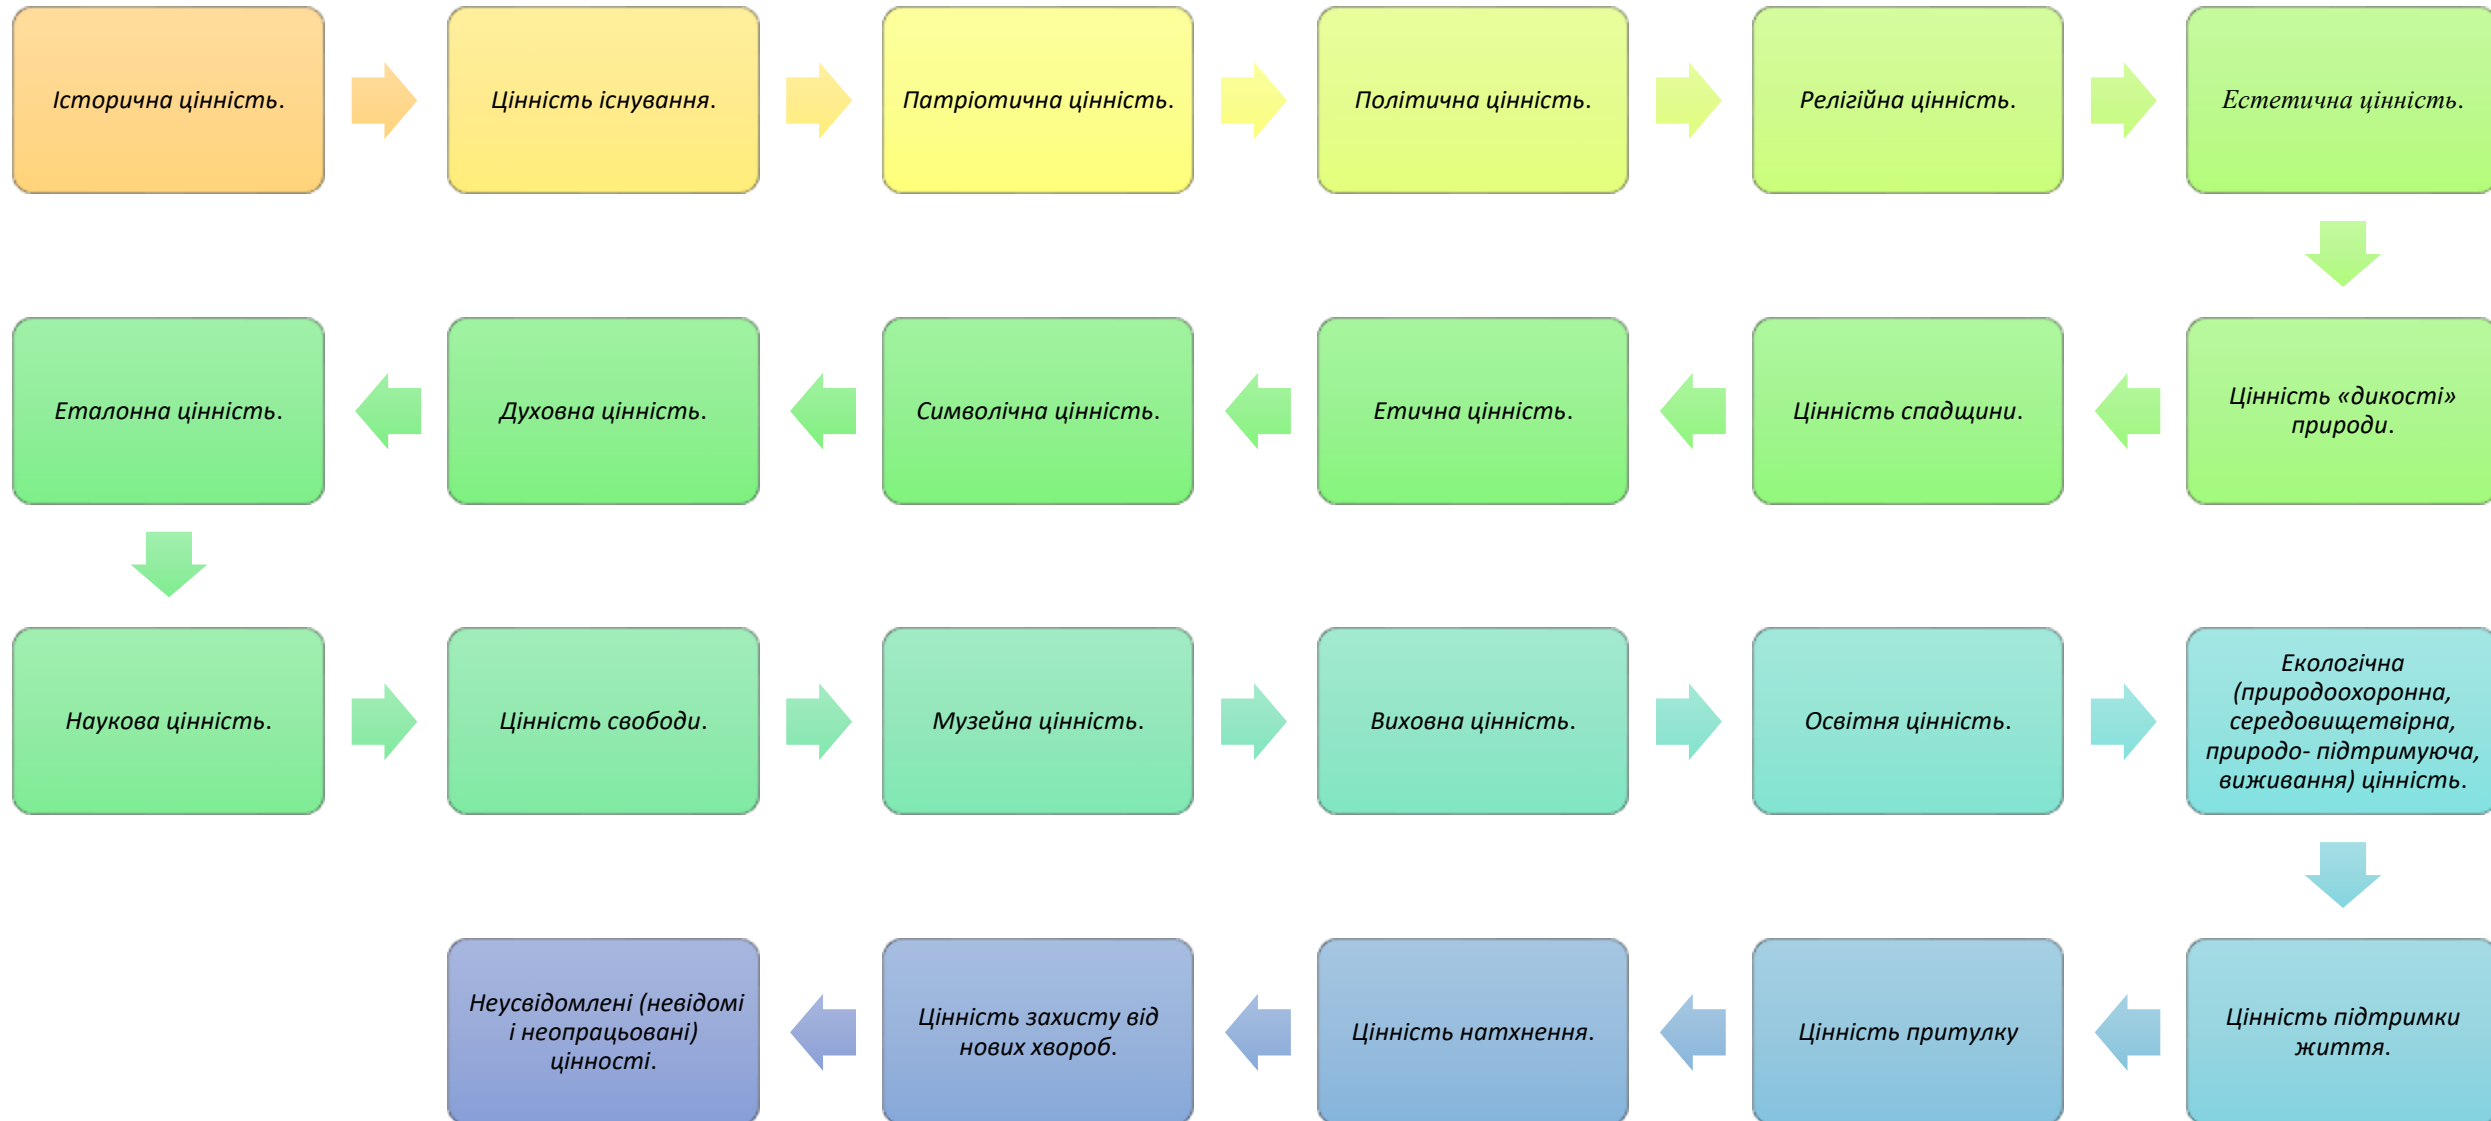 Історична цінність.
Цінність існування.
Патріотична цінність.
Політична цінність.
Релігійна цінність.
Естетична цінність.
Цінність «дикості»
природи.
Цінність спадщини.
Етична цінність.
Символічна цінність.
Духовна цінність.
Еталонна цінність.
Наукова цінність.
Цінність свободи.
Музейна цінність.
Виховна цінність.
Освітня цінність.
Екологічна
(природоохоронна,
середовищетвірна,
природо- підтримуюча,
виживання) цінність.
Цінність підтримки
життя.
Цінність притулку
Цінність натхнення.
Цінність захисту від
нових хвороб.
Неусвідомлені (невідомі
і неопрацьовані)
цінності.